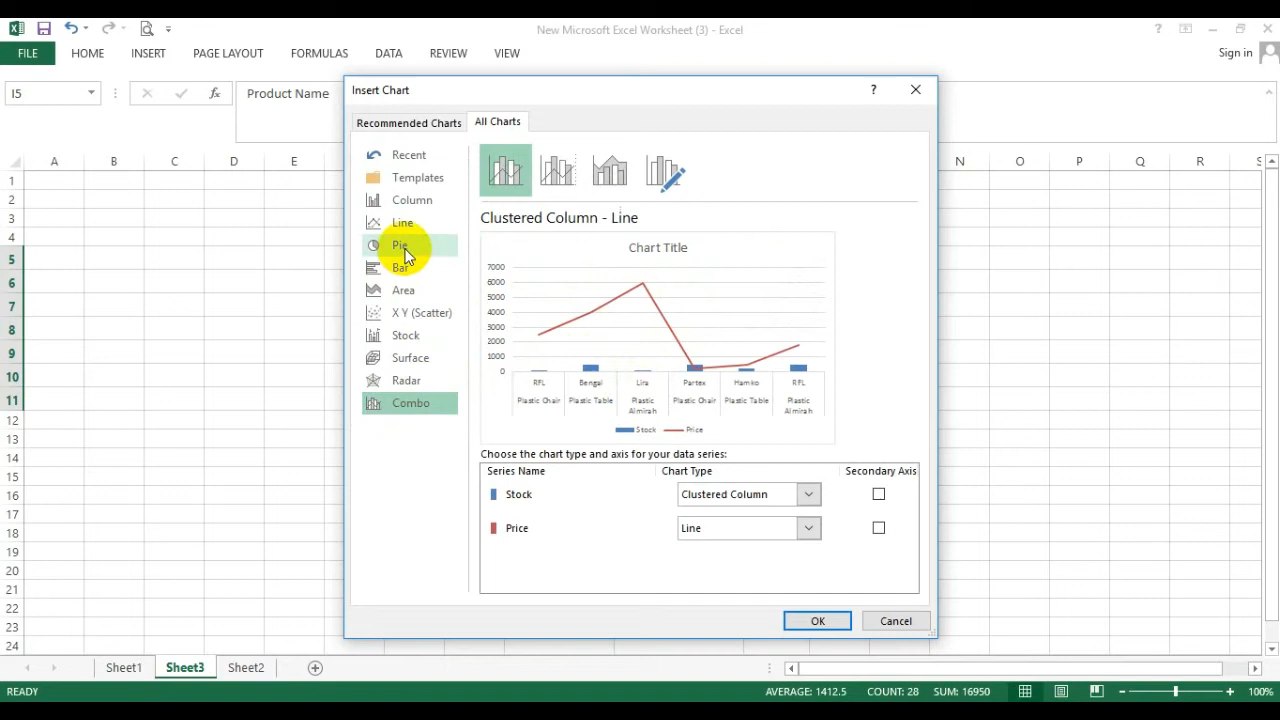 New Microsoft Excel Worksheet (3) - Excel
?
FILE HOME INSERT PAGE LAYOUT FORMULAS DATA REVIEW VIEW
Sign in
I5
fx
Product Name
Insert Chart
?
Recommended Charts
All Charts
Recent
Templates
Column
Line
Pie
Bar
Area
X Y (Scatter)
Stock
Surface
Radar
Combo
Clustered Column - Line
Chart Title
7000
6000
5000
4000
3000
2000
1000
0
RFL Bengal Lira Partex Hamko RFL
Plastic Chair Plastic Table Plastic Almirah Plastic Chair Plastic Table Plastic Almirah
Stock Price
Choose the chart type and axis for your data series:
Series Name Chart Type Secondary Axis
Stock Clustered Column
Price Line
OK Cancel
A B C D E N O P Q R S
1
2
3
4
5
6
7
8
9
10
11
12
13
14
15
16
17
18
19
20
21
22
23
24
Sheet1 Sheet3 Sheet2
READY
AVERAGE: 1412.5 COUNT: 28 SUM: 16950
100%